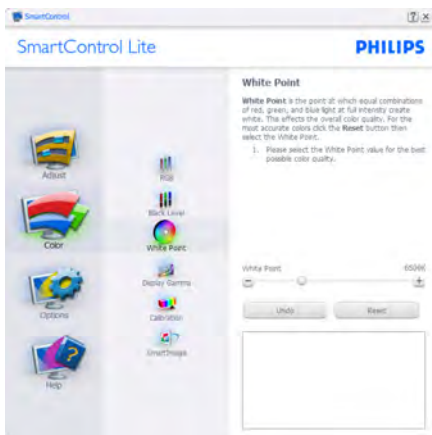 SmartControl
SmartControl Lite
PHILIPS
Adjust
Color
Options
Help
RGB
Black Level
White Point
Display Gamma
Calibration
SmartImage
White Point
White Point is the point at which equal combinations
of red, green, and blue light at full intensity create
white. This effects the overall color quality. For the
most accurate colors click the Reset button then
select the White Point.
1. Please select the White Point value for the best
possible color quality.
White Point 6506K
Undo Reset